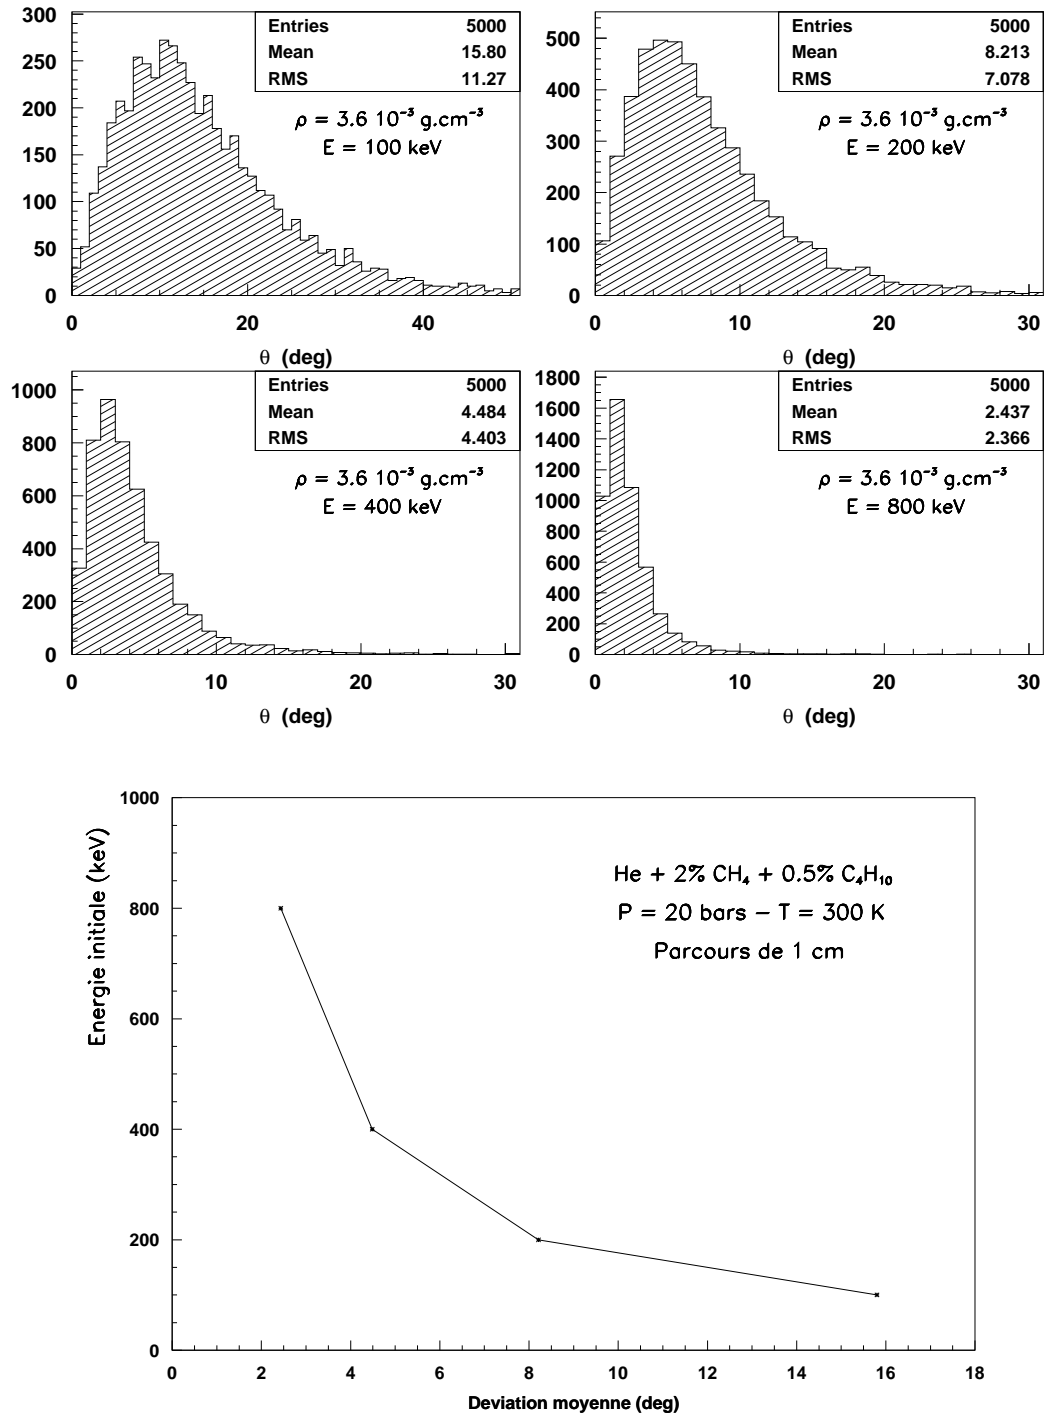 300
250
200
150
100
50
0
0 20 40
θ (deg)
Entries 5000
Mean 15.80
RMS 11.27
ρ = 3.6 10⁻³ g.cm⁻³
E = 100 keV
500
400
300
200
100
0
0 10 20 30
θ (deg)
Entries 5000
Mean 8.213
RMS 7.078
ρ = 3.6 10⁻³ g.cm⁻³
E = 200 keV
1000
800
600
400
200
0
0 10 20 30
θ (deg)
Entries 5000
Mean 4.484
RMS 4.403
ρ = 3.6 10⁻³ g.cm⁻³
E = 400 keV
1800
1600
1400
1200
1000
800
600
400
200
0
0 10 20 30
θ (deg)
Entries 5000
Mean 2.437
RMS 2.366
ρ = 3.6 10⁻³ g.cm⁻³
E = 800 keV
Energie initiale (keV)
1000
800
600
400
200
0
He + 2% CH₄ + 0.5% C₄H₁₀
P = 20 bars − T = 300 K
Parcours de 1 cm
0 2 4 6 8 10 12 14 16 18
Deviation moyenne (deg)